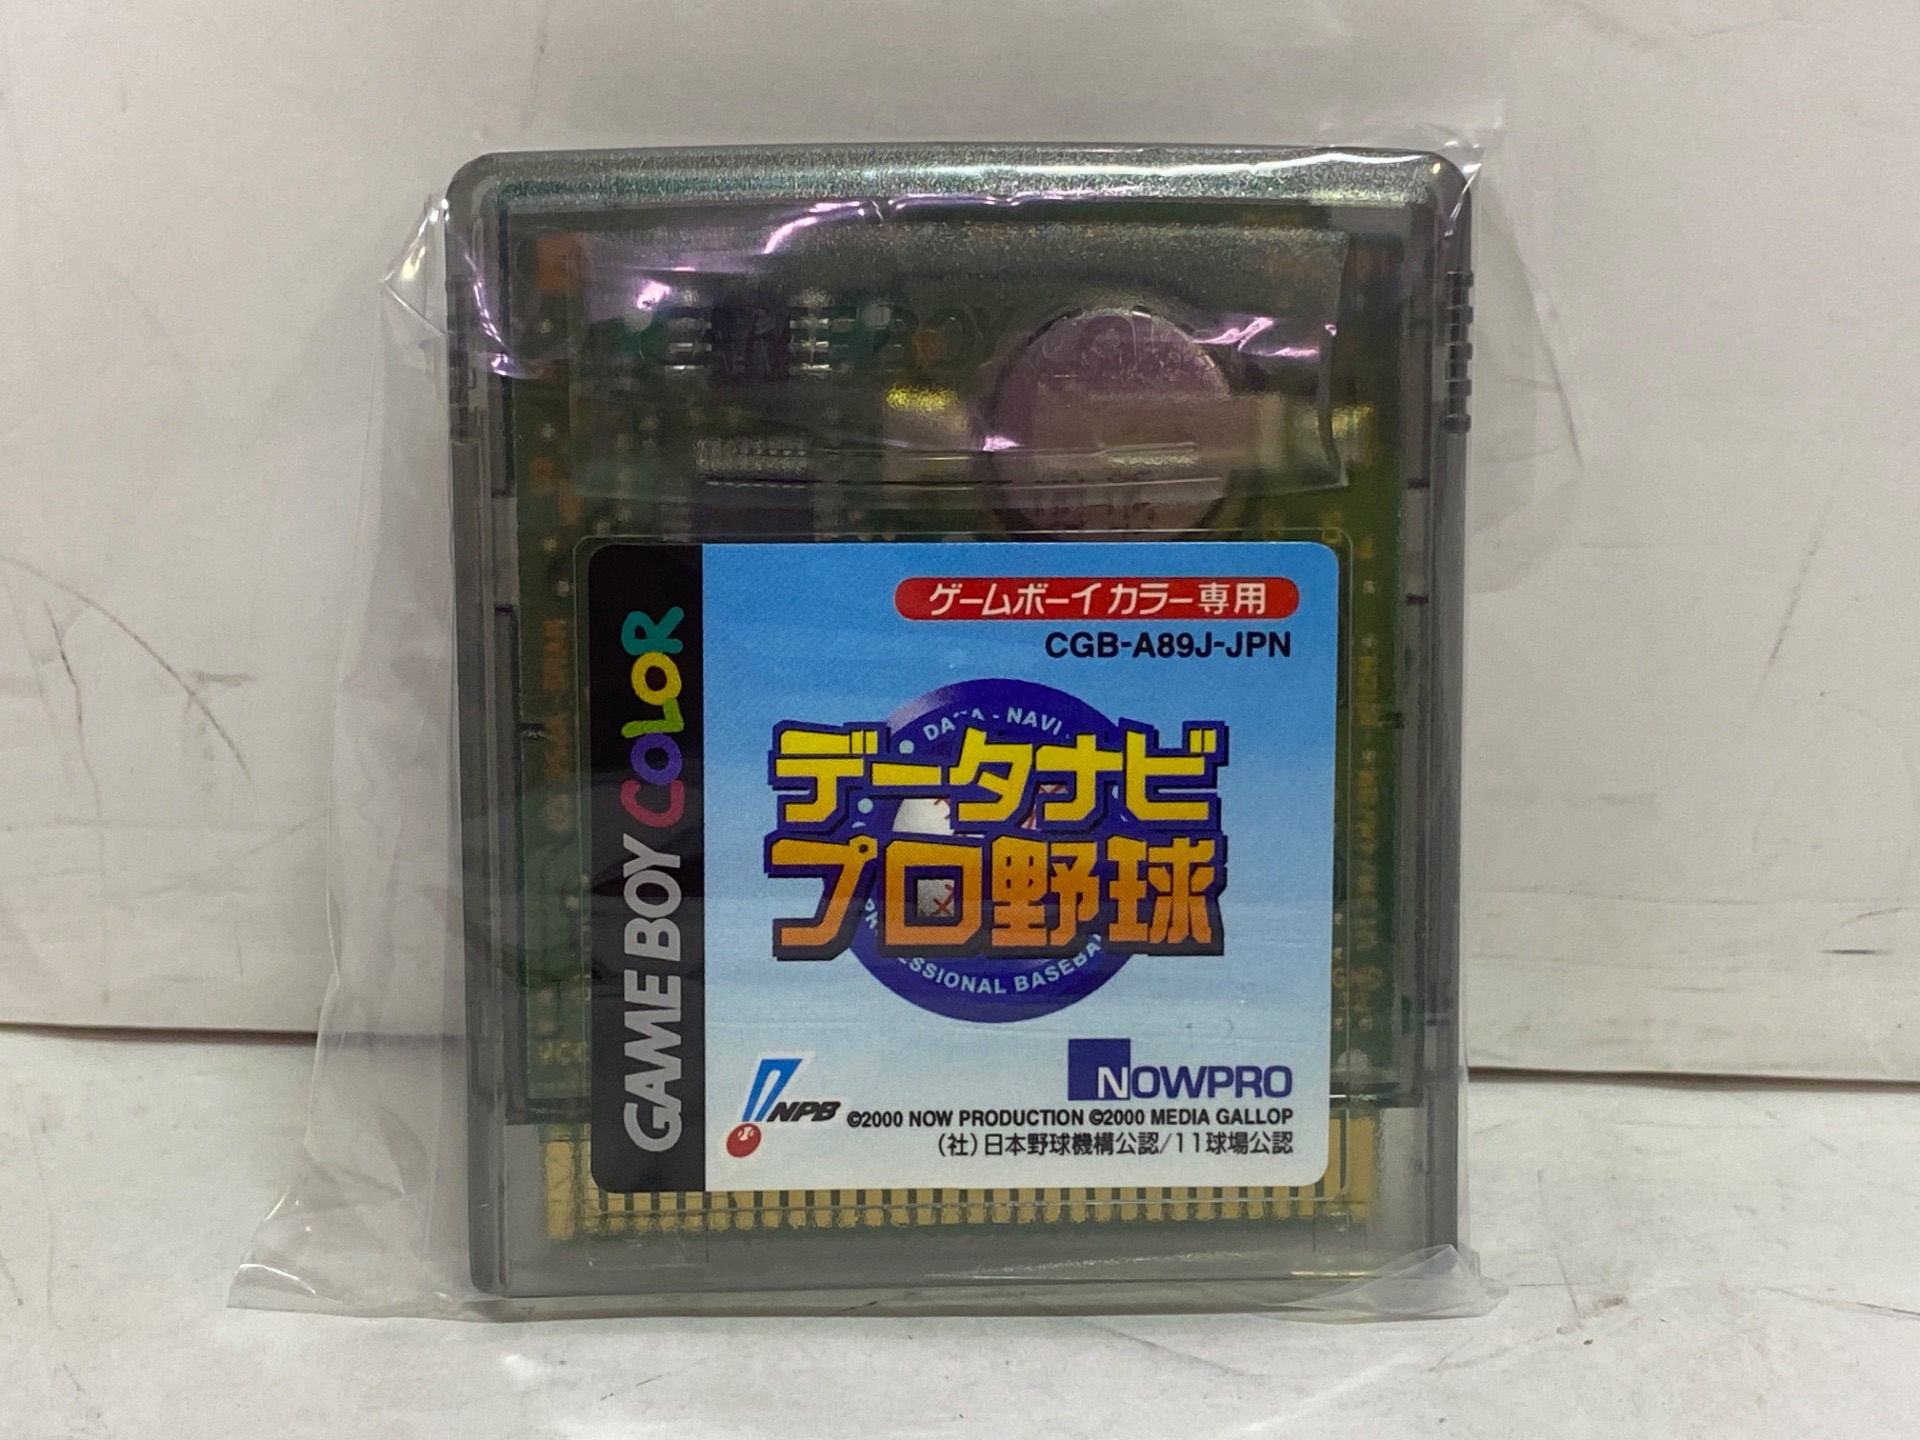 ゲームボーイカラー専用
CGB-A89J-JPN
GAME BOY COLOR
DATA-NAVI
データナビ
プロ野球
BASEBA
NPB
NOWPRO
©2000 NOW PRODUCTION ©2000 MEDIA GALLOP
(社)日本野球機構公認/11球場公認